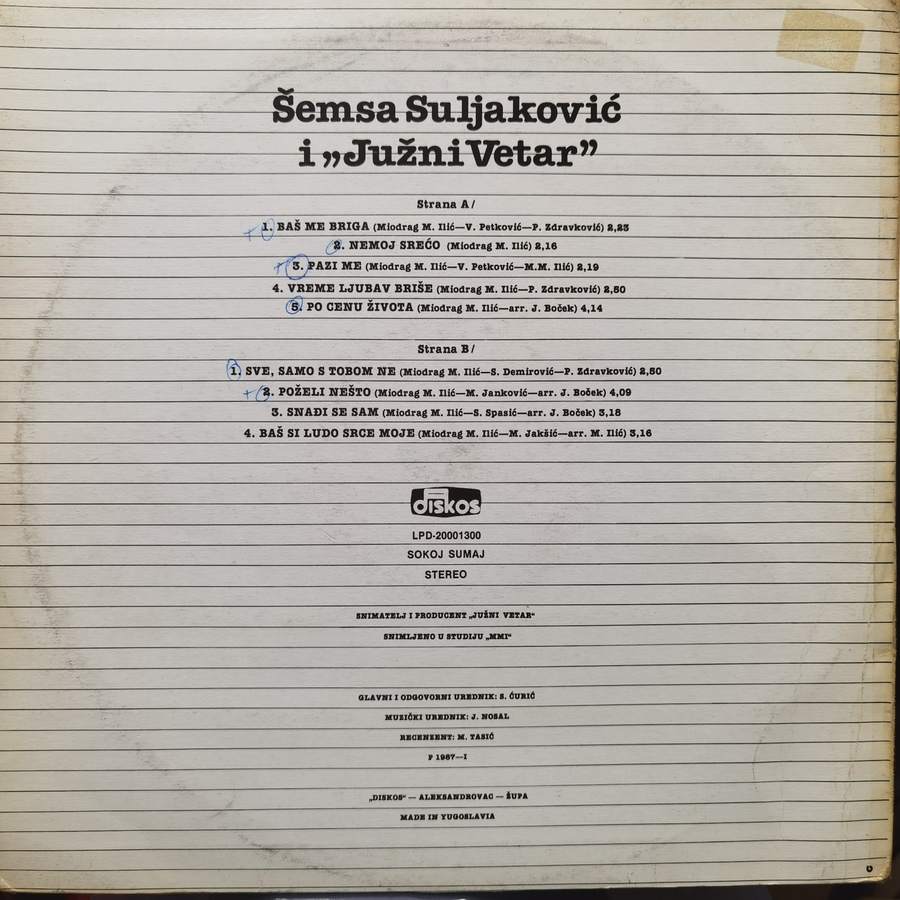 Šemsa Suljaković
i „Južni Vetar”
Strana A/
1. BAŠ ME BRIGA (Miodrag M. Ilić—V. Petković—P. Zdravković) 2,23
2. NEMOJ SREĆO (Miodrag M. Ilić) 2,16
3. PAZI ME (Miodrag M. Ilić—V. Petković—M.M. Ilić) 2,19
4. VREME LJUBAV BRIŠE (Miodrag M. Ilić—P. Zdravković) 2,50
5. PO CENU ŽIVOTA (Miodrag M. Ilić—arr. J. Boček) 4,14
Strana B/
1. SVE, SAMO S TOBOM NE (Miodrag M. Ilić—S. Demirović—P. Zdravković) 2,50
2. POŽELI NEŠTO (Miodrag M. Ilić—M. Janković—arr. J. Boček) 4,09
3. SNAĐI SE SAM (Miodrag M. Ilić—S. Spasić—arr. J. Boček) 3,18
4. BAŠ SI LUDO SRCE MOJE (Miodrag M. Ilić—M. Jakšić—arr. M. Ilić) 3,16
diskos
LPD-20001300
SOKOJ SUMAJ
STEREO
SNIMATELJ I PRODUCENT „JUŠNI VETAR“
SNIMLJENO U STUDIJU „MMI“
GLAVNI I ODGOVORNI UREDNIK: S. ĆURIĆ
MUZIČKI UREDNIK: J. NOSAL
RECENZENT: M. TASIĆ
P 1987—I
„DISKOS“ — ALEKSANDROVAC — ŽUPA
MADE IN YUGOSLAVIA